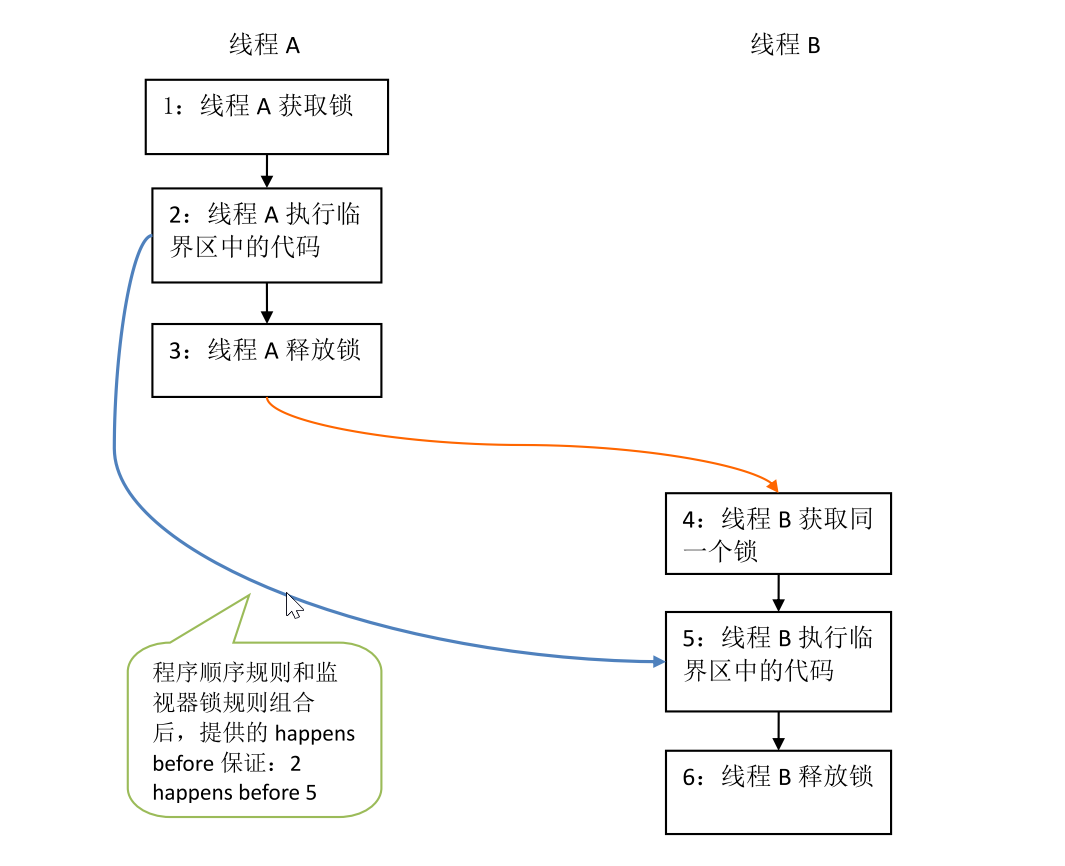 线程 A
线程 B
1：线程 A 获取锁
2：线程 A 执行临
界区中的代码
3：线程 A 释放锁
4：线程 B 获取同
一个锁
5：线程 B 执行临
界区中的代码
6：线程 B 释放锁
程序顺序规则和监
视器锁规则组合
后，提供的 happens
before 保证：2
happens before 5